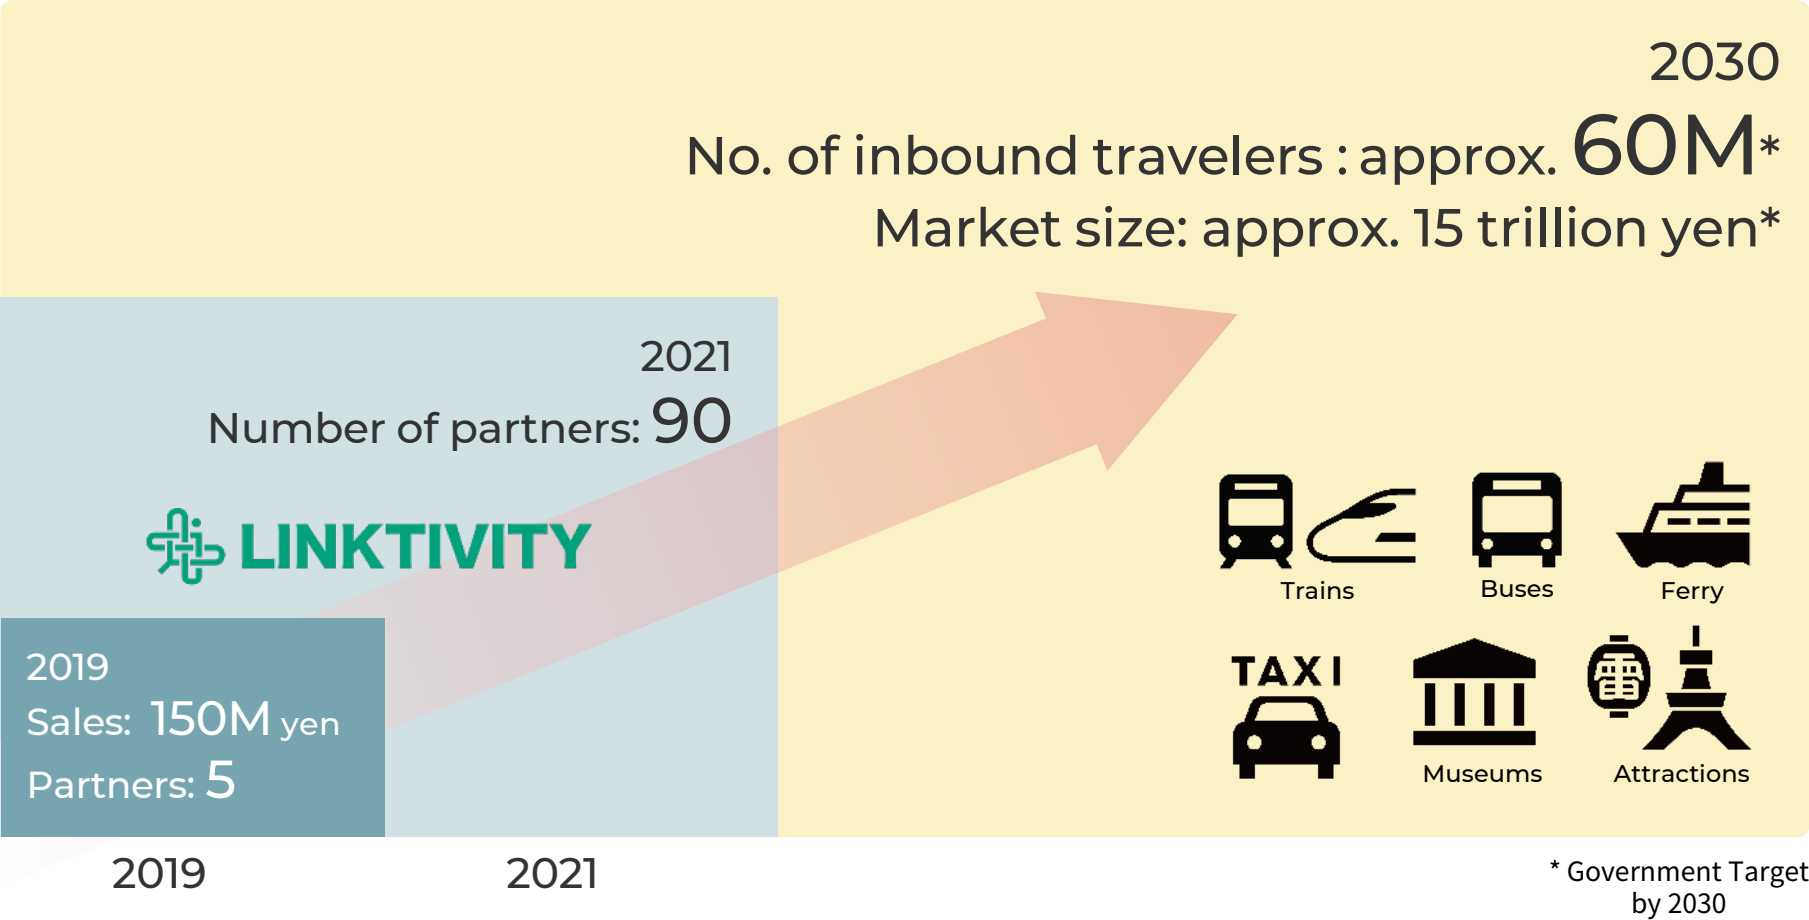 2030
No. of inbound travelers : approx. 60M*
Market size: approx. 15 trillion yen*
2021
Number of partners: 90
LINKTIVITY
2019
Sales: 150M yen
Partners: 5
Trains
Buses
Ferry
TAXI
電
Museums
Attractions
2019
2021
* Government Target
by 2030